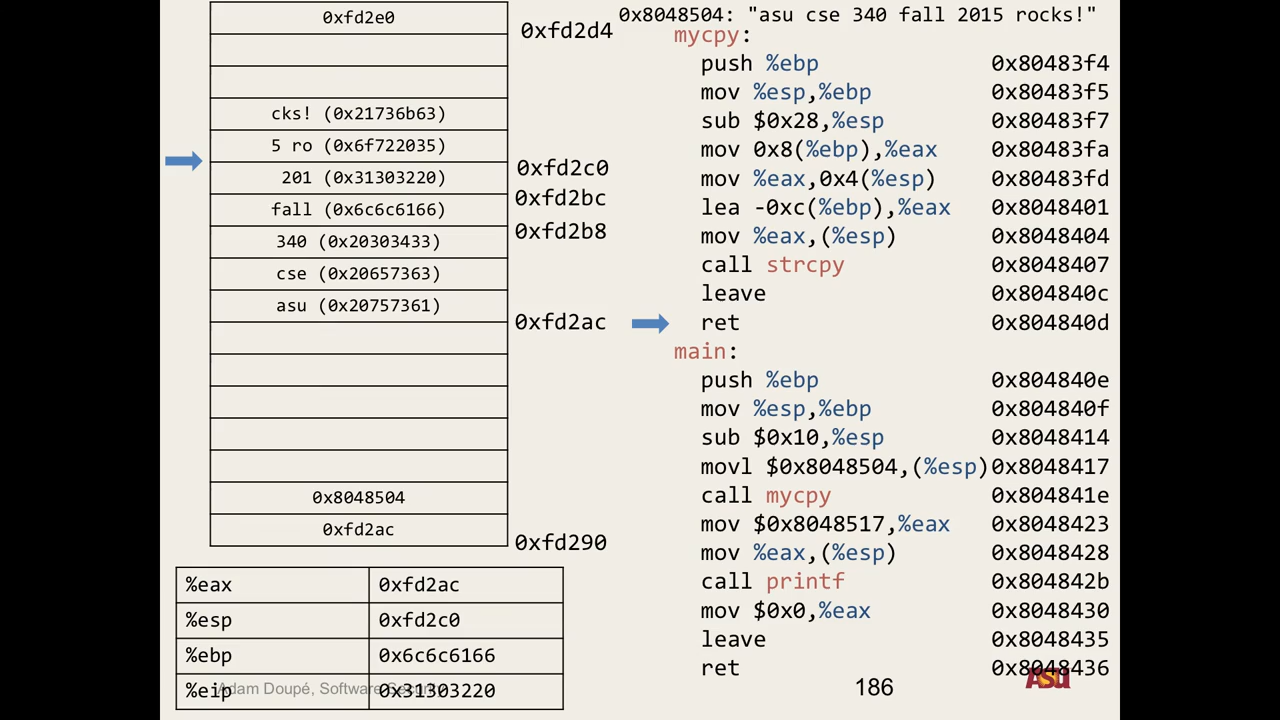 0xfd2e0
0xfd2d4
cks! (0x21736b63)
5 ro (0x6f722035)
201 (0x31303220)
0xfd2c0
fall (0x6c6c6166)
0xfd2bc
340 (0x20303433)
0xfd2b8
cse (0x20657363)
asu (0x20757361)
0xfd2ac
0x8048504
0xfd2ac
0xfd290
%eax 0xfd2ac
%esp 0xfd2c0
%ebp 0x6c6c6166
%eip 0x31303220
0x8048504: "asu cse 340 fall 2015 rocks!"
mycpy:
push %ebp 0x80483f4
mov %esp,%ebp 0x80483f5
sub $0x28,%esp 0x80483f7
mov 0x8(%ebp),%eax 0x80483fa
mov %eax,0x4(%esp) 0x80483fd
lea -0xc(%ebp),%eax 0x8048401
mov %eax,(%esp) 0x8048404
call strcpy 0x8048407
leave 0x804840c
ret 0x804840d
main:
push %ebp 0x804840e
mov %esp,%ebp 0x804840f
sub $0x10,%esp 0x8048414
movl $0x8048504,(%esp) 0x8048417
call mycpy 0x804841e
mov $0x8048517,%eax 0x8048423
mov %eax,(%esp) 0x8048428
call printf 0x804842b
mov $0x0,%eax 0x8048430
leave 0x8048435
ret 0x8048436
Adam Doupé, Software Security
186
ASU